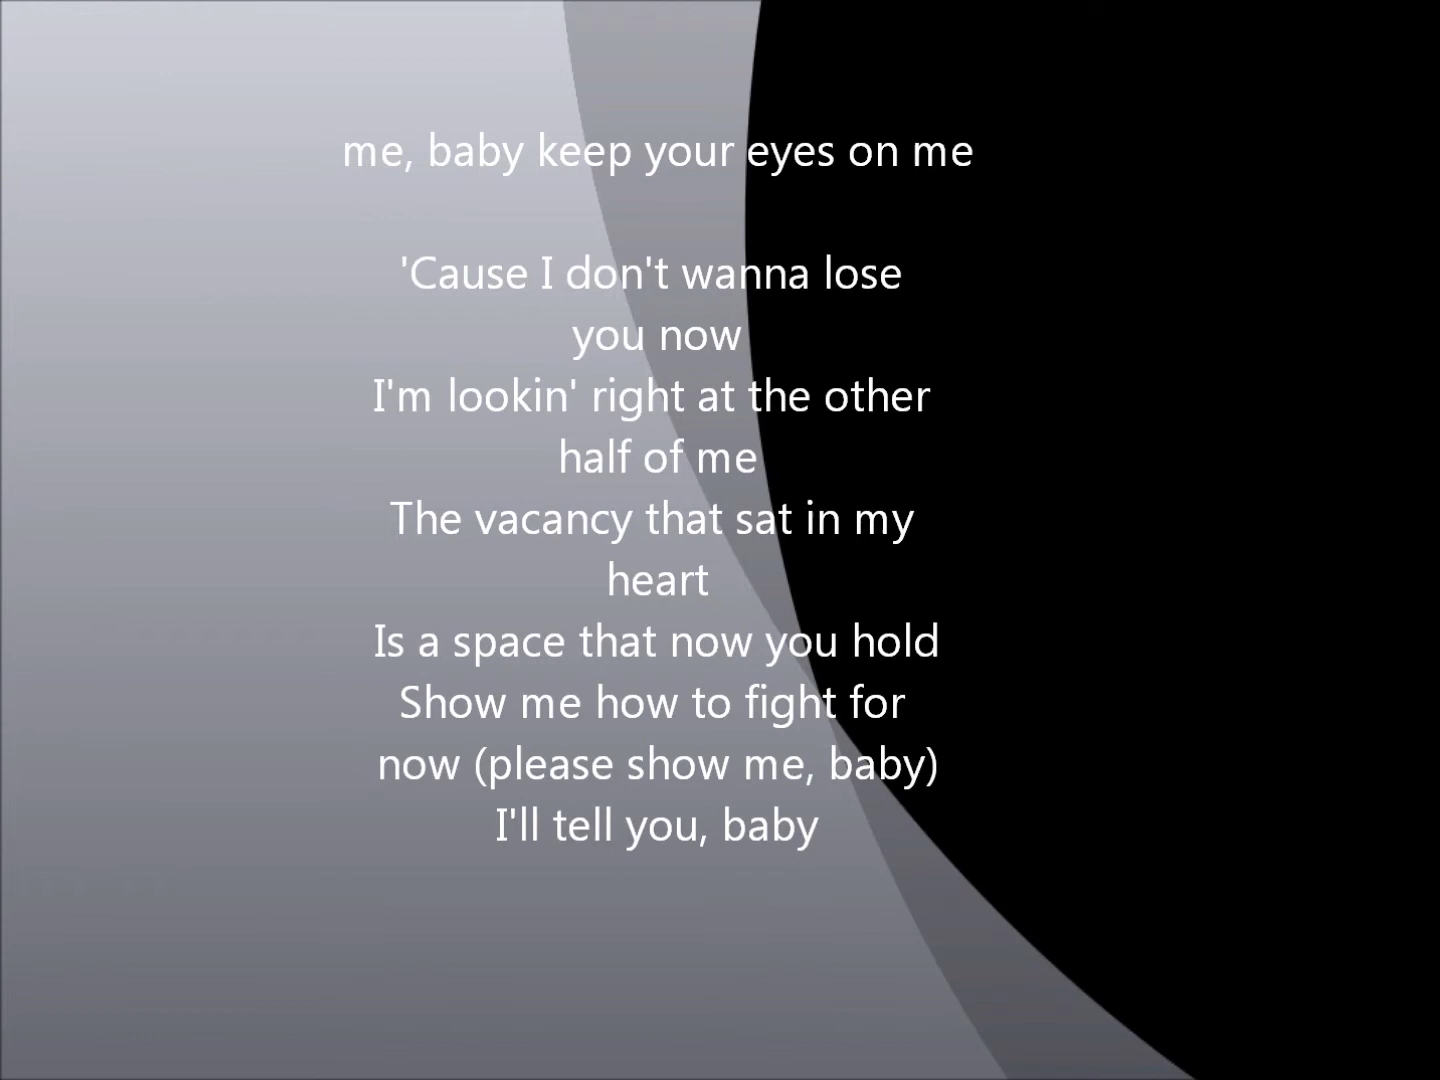 me, baby keep your eyes on me
'Cause I don't wanna lose
you now
I'm lookin' right at the other
half of me
The vacancy that sat in my
heart
Is a space that now you hold
Show me how to fight for
now (please show me, baby)
I'll tell you, baby